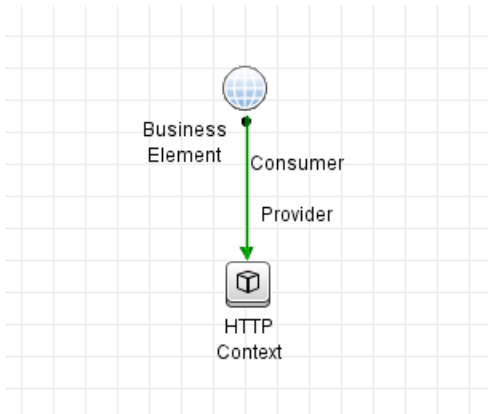 Business
Element
Consumer
Provider
HTTP
Context